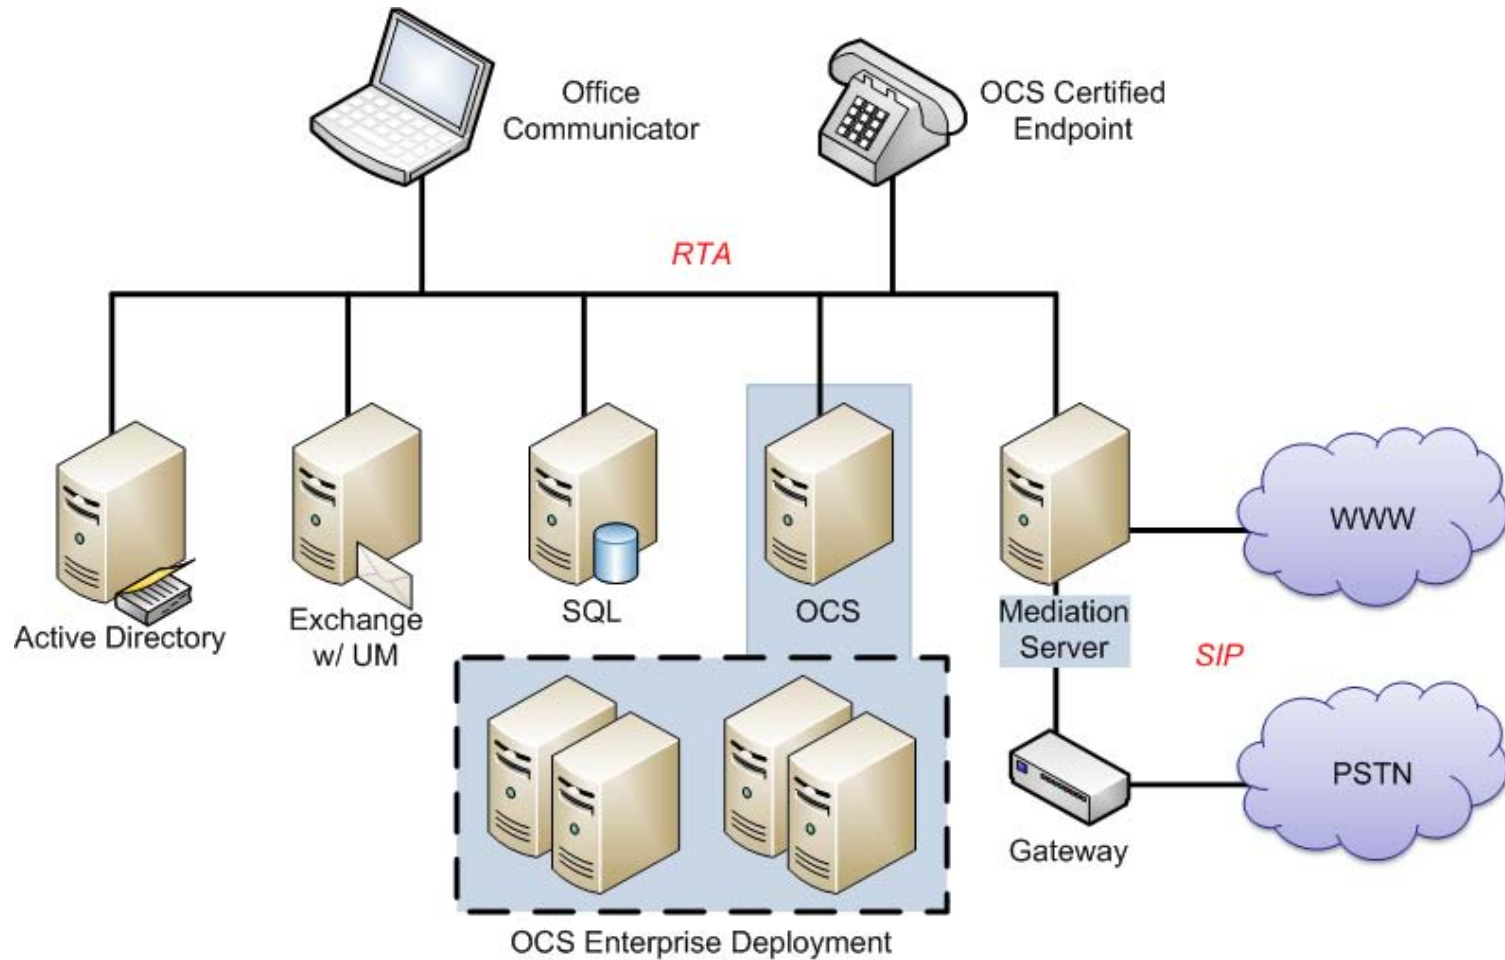 Office
Communicator
OCS Certified
Endpoint
RTA
Active Directory
Exchange
w/ UM
SQL
OCS
Mediation
Server
WWW
SIP
PSTN
Gateway
OCS Enterprise Deployment